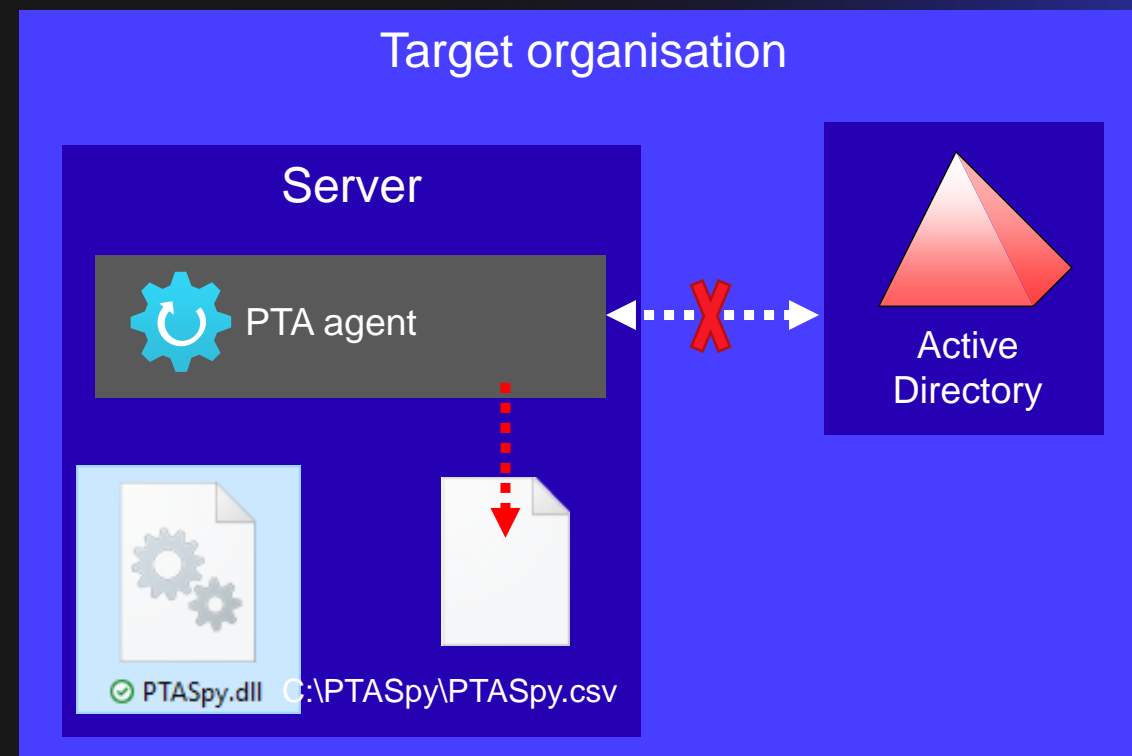 Target organisation
Server
PTA agent
Active
Directory
PTASpy.dll
C:\PTASpy\PTASpy.csv